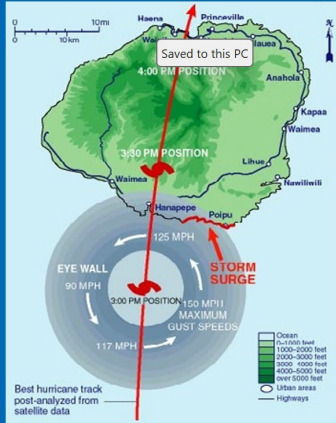 0 10mi
0 10km
Haena
Princeville
N
Wai
lauea
Saved to this PC
4:00 PM POSITION
Anahola
Kapaa
Waimea
3:30 PM POSITION
Lihue
Waimea
Nawiliwili
Hanapepe
Poipu
125 MPH
STORM
SURGE
EYE WALL
90 MPH
3:00 PM POSITION
150 MPH
MAXIMUM
GUST SPEEDS
117 MPH
Ocean
0-1000 feet
1000-2000 feet
2000-3000 feet
3000-4000 feet
4000-5000 feet
over 5000 feet
Urban areas
Highways
Best hurricane track
post-analyzed from
satellite data